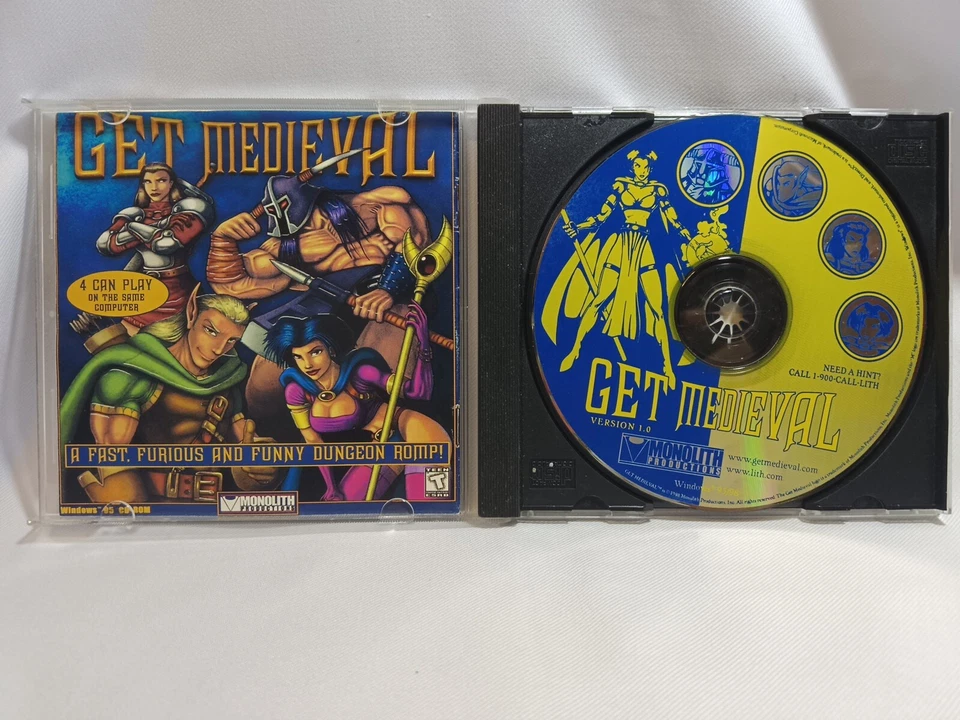 GET MEDIEVAL
4 CAN PLAY
ON THE SAME
COMPUTER
A FAST, FURIOUS AND FUNNY DUNGEON ROMP!
TEEN
T
ESRB
Windows 95 CD-ROM
MONOLITH
PRODUCTIONS
NEED A HINT?
CALL 1-900-CALL-LITH
GET MEDIEVAL
VERSION 1.0
MONOLITH
PRODUCTIONS
www.getmedieval.com
www.lith.com